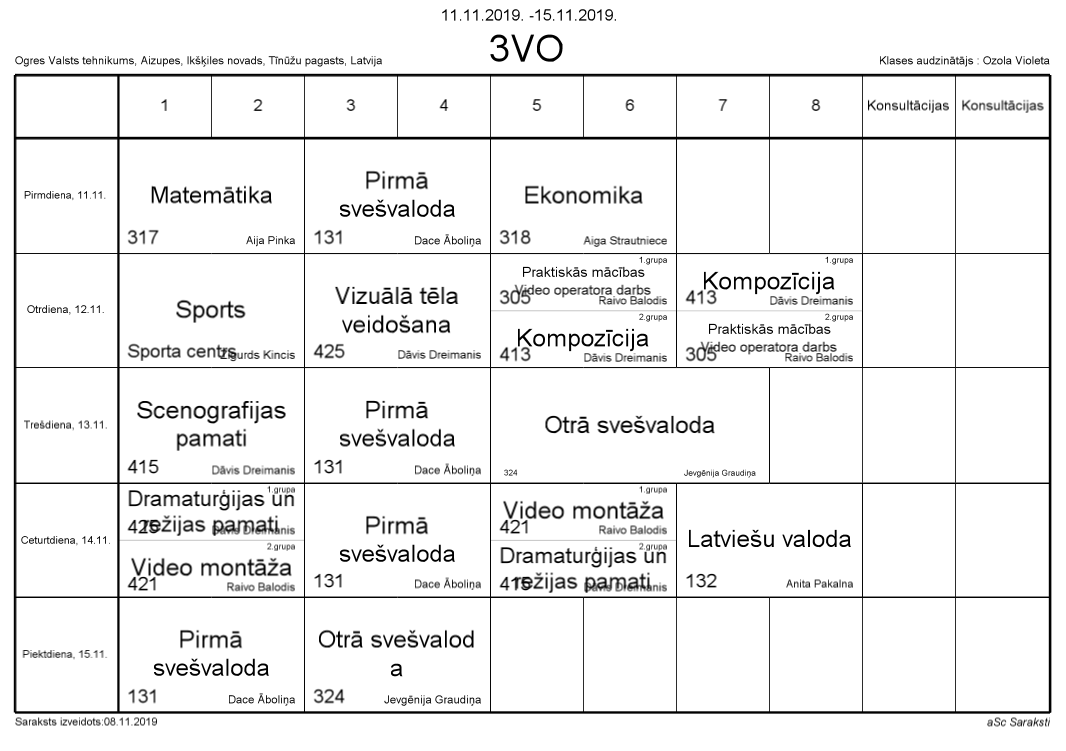 11.11.2019. -15.11.2019.
3VO
Ogres Valsts tehnikums, Aizupes, Ikšķiles novads, Tīnūžu pagasts, Latvija
Klases audzinātājs : Ozola Violeta
1 2 3 4 5 6 7 8 Konsultācijas Konsultācijas
Pirmdiena, 11.11.
Matemātika
317 Aija Pinka
Pirmā
svešvaloda
131 Dace Āboliņa
Ekonomika
318 Aiga Strautniece
Otrdiena, 12.11.
Sports
Sporta centrs Zigurds Kincis
Vizuālā tēla
veidošana
425 Dāvis Dreimanis
1.grupa
Praktiskās mācības
Video operatora darbs
305 Raivo Balodis
2.grupa
Kompozīcija
413 Dāvis Dreimanis
1.grupa
Kompozīcija
413 Dāvis Dreimanis
2.grupa
Praktiskās mācības
Video operatora darbs
305 Raivo Balodis
Trešdiena, 13.11.
Scenografijas
pamati
415 Dāvis Dreimanis
Pirmā
svešvaloda
131 Dace Āboliņa
Otrā svešvaloda
324 Jevgēnija Graudiņa
Ceturtdiena, 14.11.
1.grupa
Dramaturģijas un
režijas pamati
425 Dāvis Dreimanis
2.grupa
Video montāža
421 Raivo Balodis
Pirmā
svešvaloda
131 Dace Āboliņa
1.grupa
Video montāža
421 Raivo Balodis
2.grupa
Dramaturģijas un
režijas pamati
415 Dāvis Dreimanis
Latviešu valoda
132 Anita Pakalna
Piektdiena, 15.11.
Pirmā
svešvaloda
131 Dace Āboliņa
Otrā svešvalod
a
324 Jevgēnija Graudiņa
Saraksts izveidots:08.11.2019
aSc Saraksti